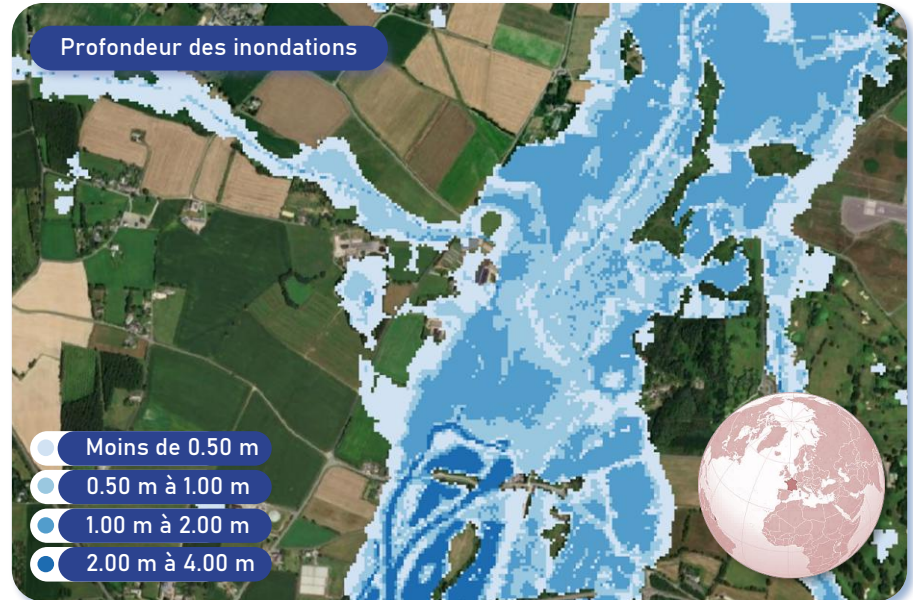 Profondeur des inondations
Moins de 0.50 m
0.50 m à 1.00 m
1.00 m à 2.00 m
2.00 m à 4.00 m